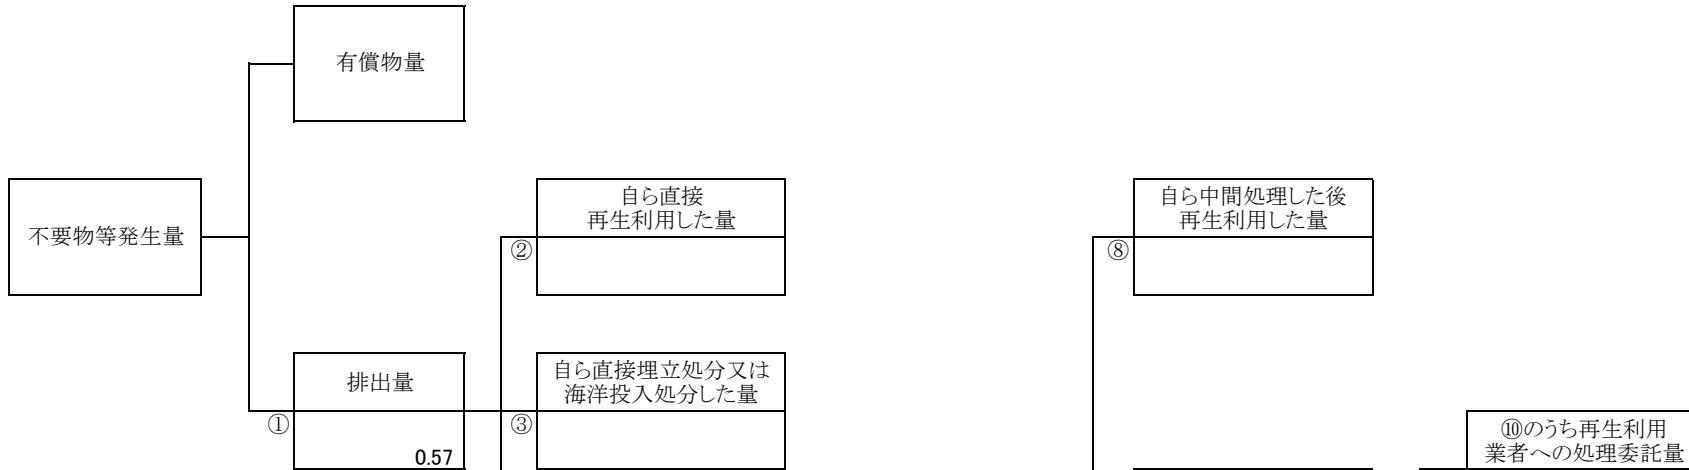 有償物量
不要物等発生量
自ら直接
再生利用した量
②
自ら中間処理した後
再生利用した量
⑧
排出量
①
0.57
自ら直接埋立処分又は
海洋投入処分した量
③
⑩のうち再生利用
業者への処理委託量